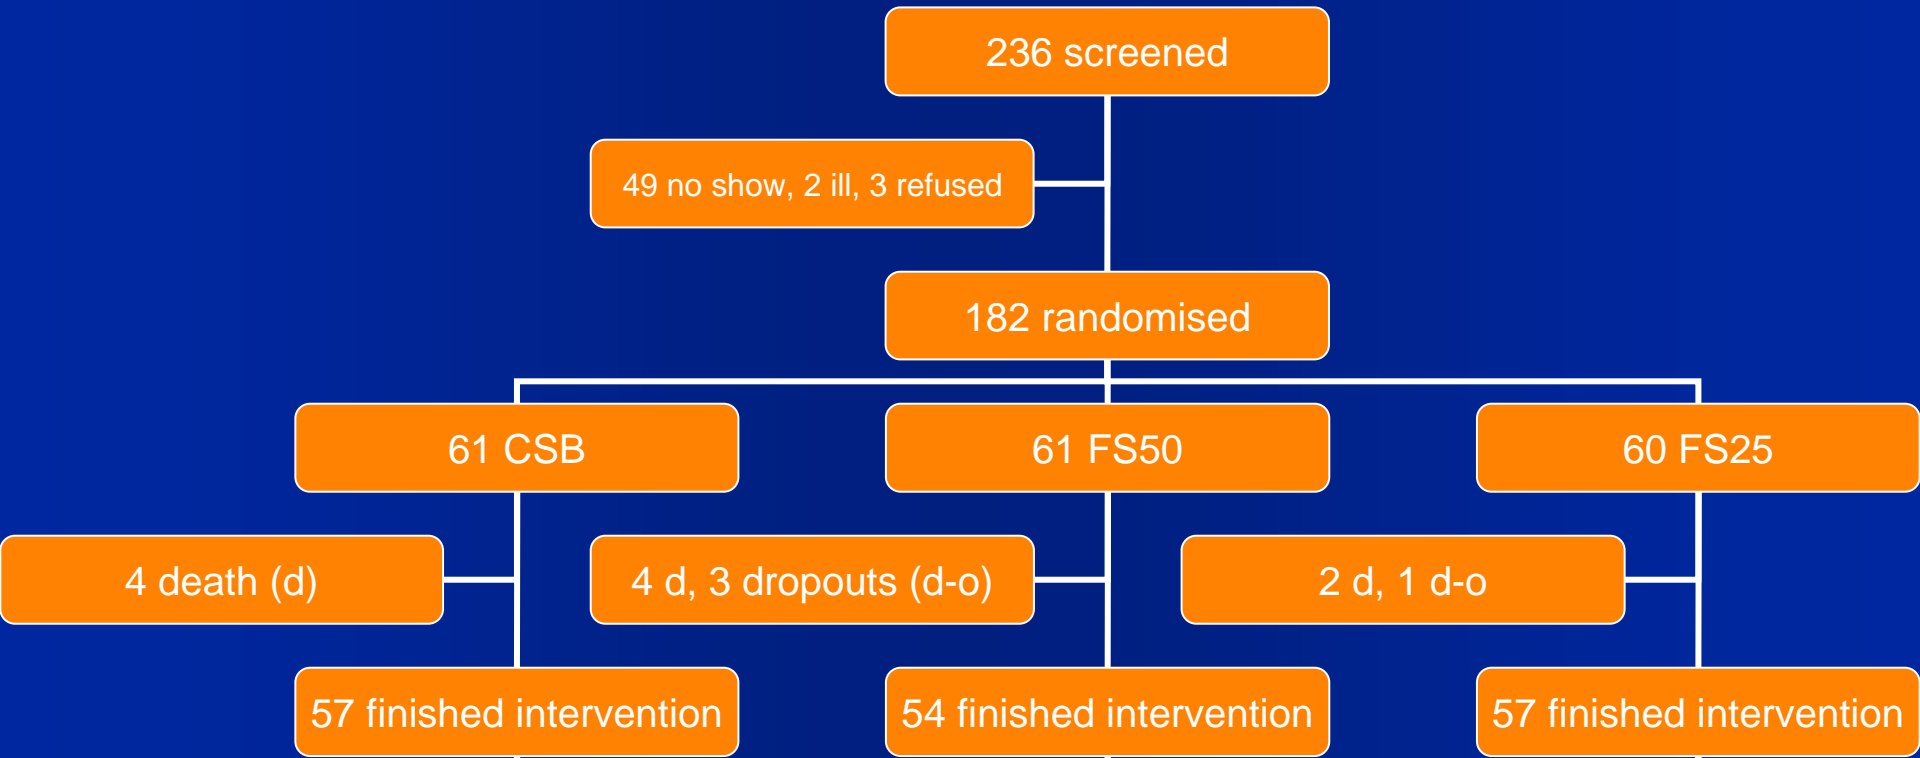 236 screened
49 no show, 2 ill, 3 refused
182 randomised
61 CSB
61 FS50
60 FS25
4 death (d)
4 d, 3 dropouts (d-o)
2 d, 1 d-o
57 finished intervention
54 finished intervention
57 finished intervention